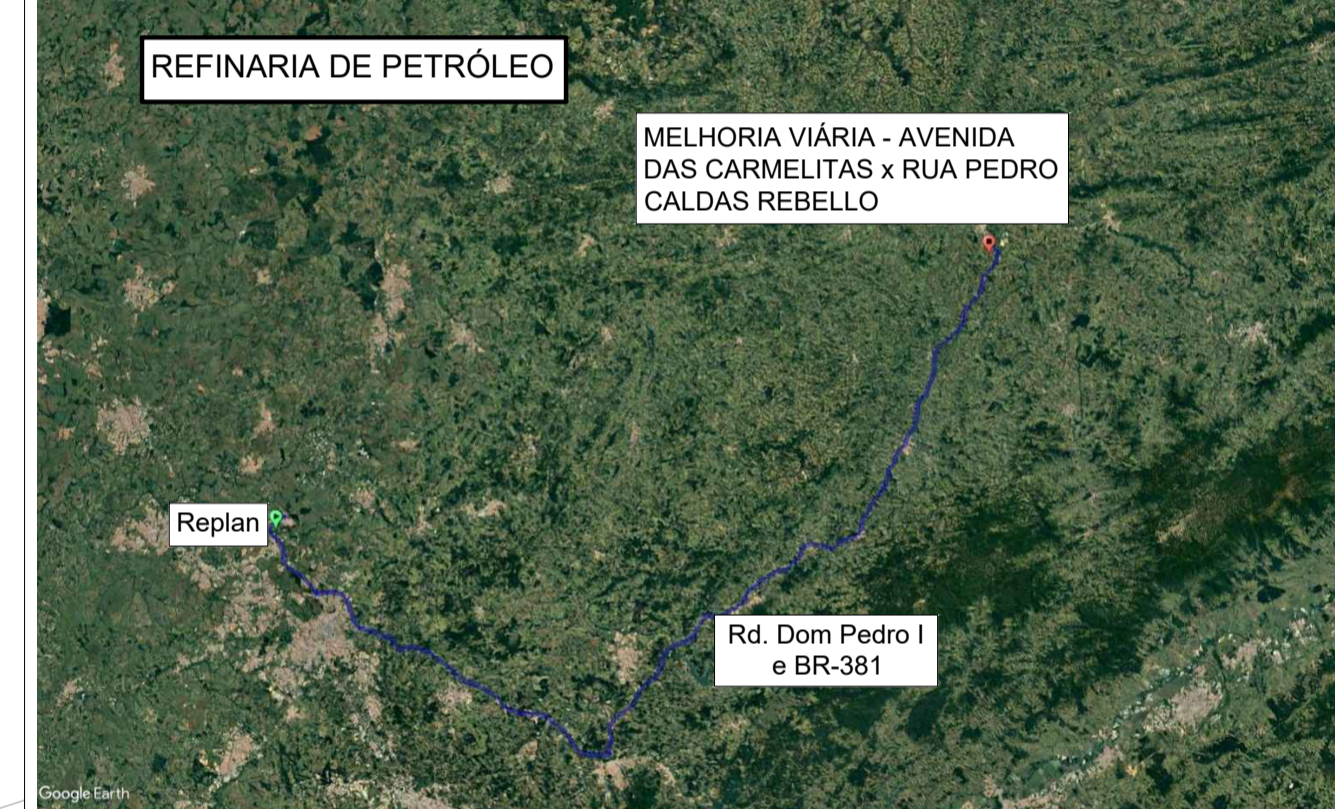 REFINARIA DE PETRÓLEO
MELHORIA VIÁRIA - AVENIDA
DAS CARMELITAS x RUA PEDRO
CALDAS REBELLO
Replan
Rd. Dom Pedro I
e BR-381
Google Earth